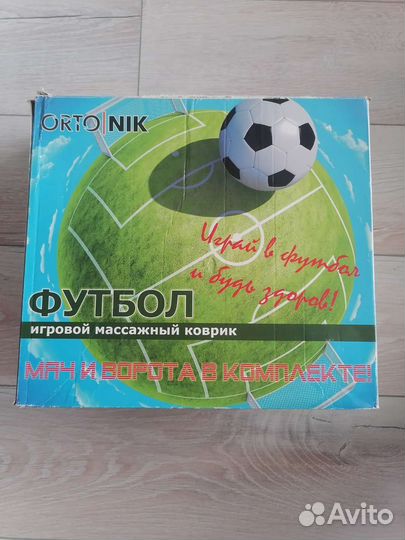 ORTO NIK
Играй в футбол
и будь здоров!
ФУТБОЛ
игровой массажный коврик
МЯЧ И ВОРОТА В КОМПЛЕКТЕ!
Avito